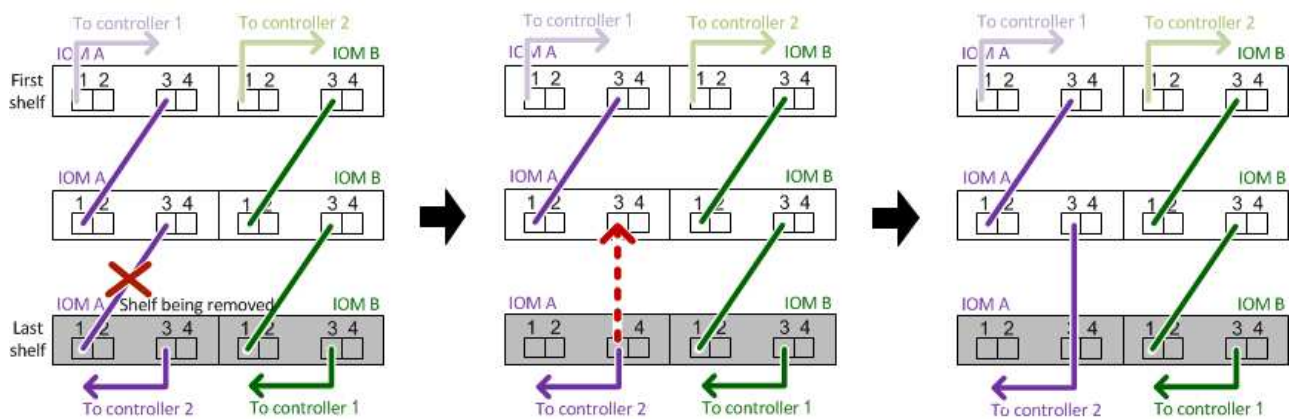 To controller 1 To controller 2 To controller 1 To controller 2 To controller 1 To controller 2
IOM A IOM B IOM A IOM B IOM A IOM B
First shelf
1 2 3 4 1 2 3 4 1 2 3 4 1 2 3 4 1 2 3 4 1 2 3 4
IOM A IOM B IOM A IOM B IOM A IOM B
1 2 3 4 1 2 3 4 1 2 3 4 1 2 3 4 1 2 3 4 1 2 3 4
IOM A Shelf being removed IOM B IOM A IOM B IOM A IOM B
Last shelf
1 2 3 4 1 2 3 4 1 2 4 1 2 3 4 1 2 3 4 1 2 3 4
To controller 2 To controller 1 To controller 2 To controller 1 To controller 2 To controller 1